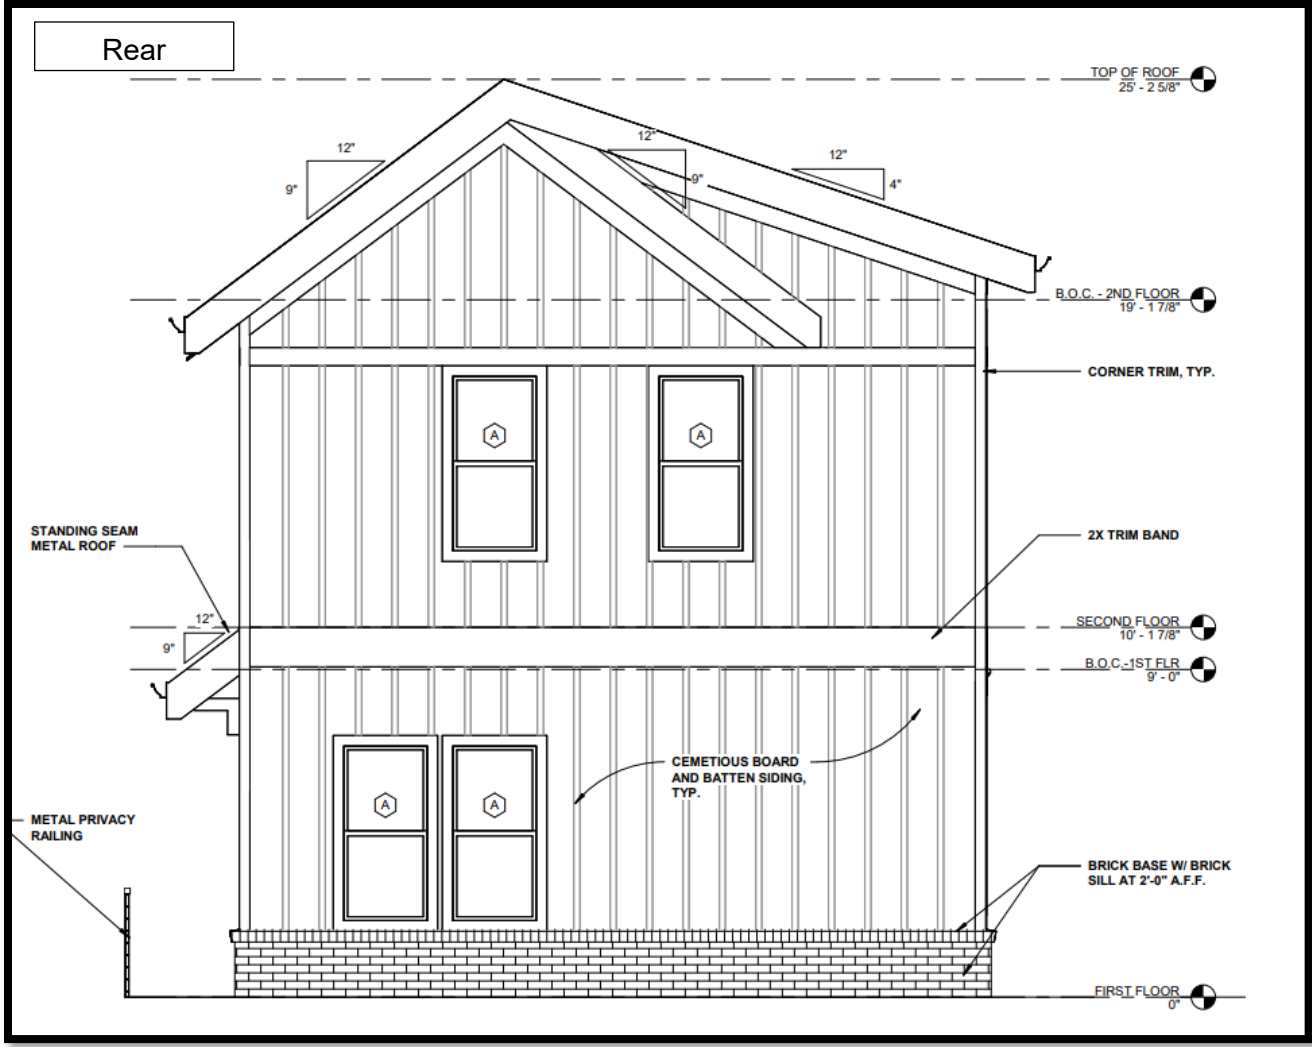 Rear
TOP OF ROOF
25' - 2 5/8"
12"
9"
12"
9"
12"
4"
B.O.C. - 2ND FLOOR
19' - 1 7/8"
CORNER TRIM, TYP.
A
A
STANDING SEAM
METAL ROOF
2X TRIM BAND
12"
9"
SECOND FLOOR
10' - 1 7/8"
B.O.C.-1ST FLR
9' - 0"
CEMETIOUS BOARD
AND BATTEN SIDING,
TYP.
A
A
METAL PRIVACY
RAILING
BRICK BASE W/ BRICK
SILL AT 2'-0" A.F.F.
FIRST FLOOR
0"